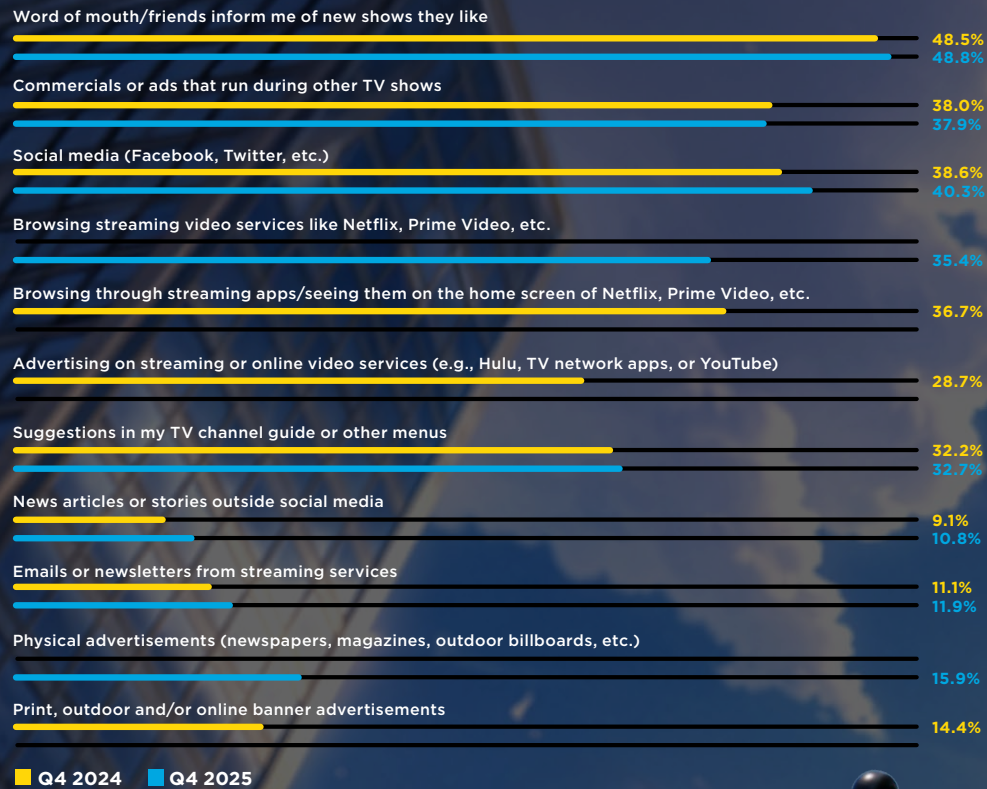 Word of mouth/friends inform me of new shows they like
48.5%
48.8%
Commercials or ads that run during other TV shows
38.0%
37.9%
Social media (Facebook, Twitter, etc.)
38.6%
40.3%
Browsing streaming video services like Netflix, Prime Video, etc.
35.4%
Browsing through streaming apps/seeing them on the home screen of Netflix, Prime Video, etc.
36.7%
Advertising on streaming or online video services (e.g., Hulu, TV network apps, or YouTube)
28.7%
Suggestions in my TV channel guide or other menus
32.2%
32.7%
News articles or stories outside social media
9.1%
10.8%
Emails or newsletters from streaming services
11.1%
11.9%
Physical advertisements (newspapers, magazines, outdoor billboards, etc.)
15.9%
Print, outdoor and/or online banner advertisements
14.4%
Q4 2024 Q4 2025